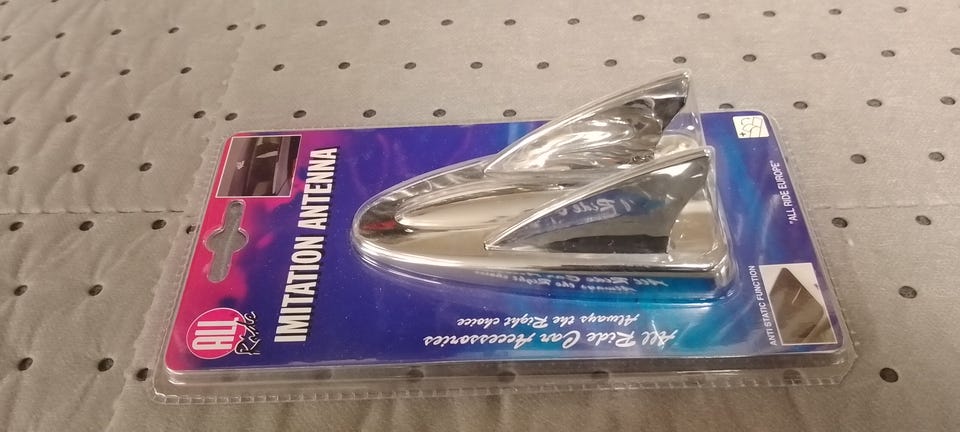 ALL
Ride
IMITATION ANTENNA
All Ride Car Accessories
Always the Right choice
ANTI STATIC FUNCTION
"ALL RIDE EUROPE"